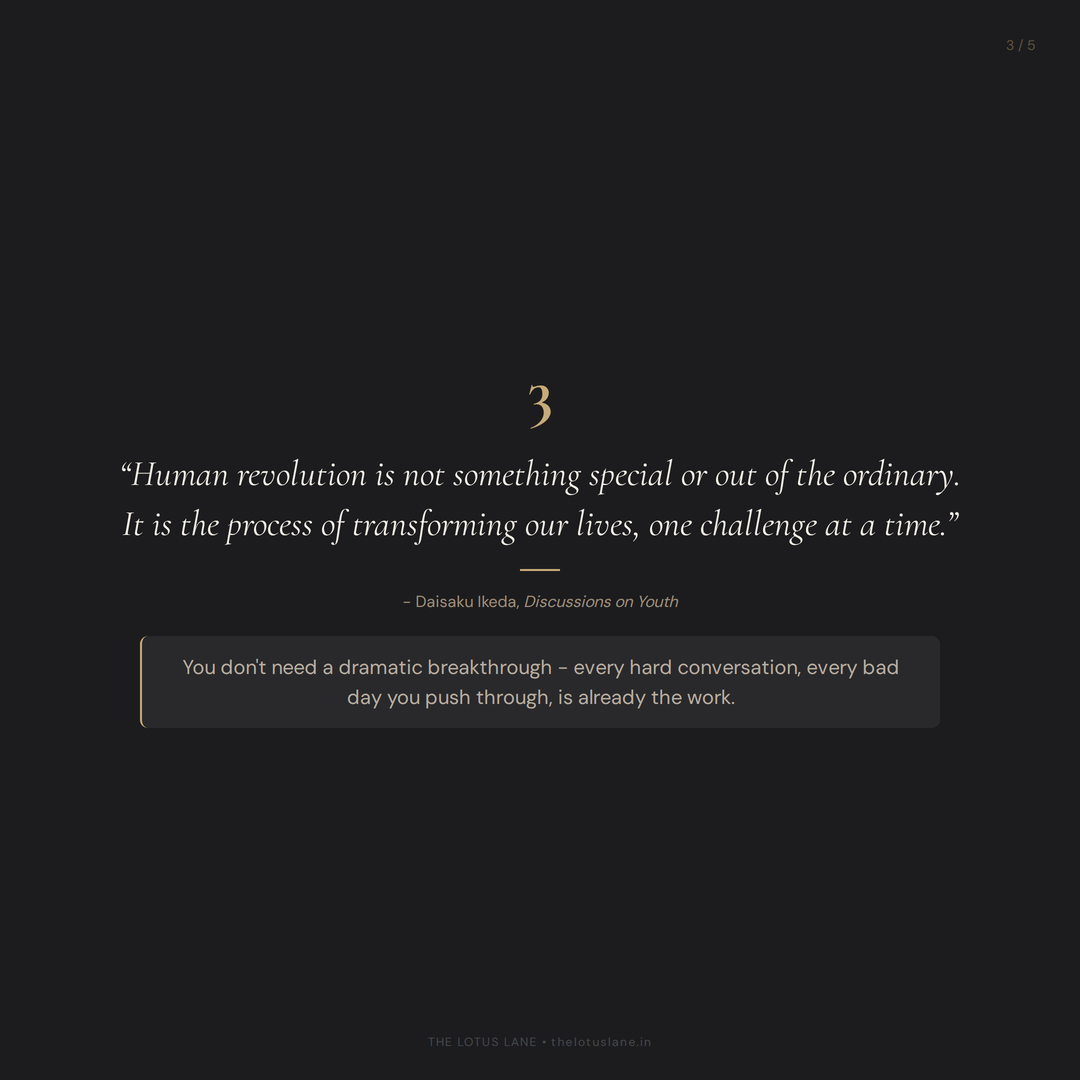 3 / 5
3
“Human revolution is not something special or out of the ordinary.
It is the process of transforming our lives, one challenge at a time.”
– Daisaku Ikeda, Discussions on Youth
You don't need a dramatic breakthrough – every hard conversation, every bad
day you push through, is already the work.
THE LOTUS LANE • thelotuslane.in